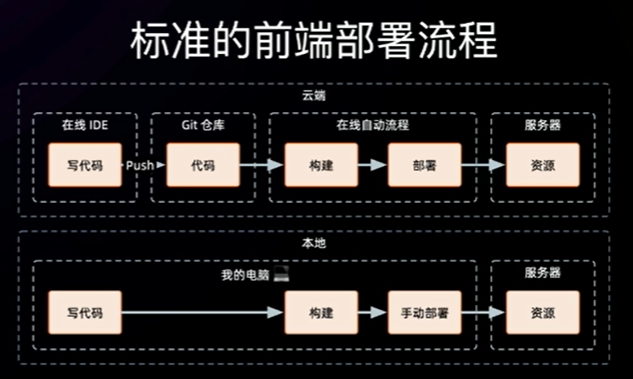 标准的前端部署流程
云端
在线 IDE
Git 仓库
在线自动流程
服务器
写代码
Push
代码
构建
部署
资源
本地
我的电脑
服务器
写代码
构建
手动部署
资源